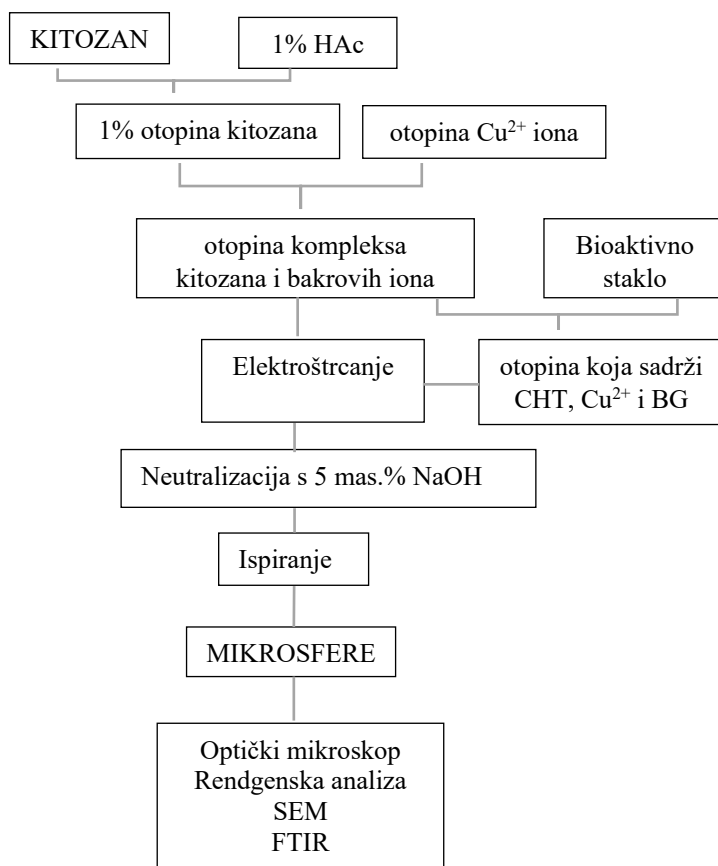 KITOZAN
1% HAc
1% otopina kitozana
otopina Cu²⁺ iona
otopina kompleksa
kitozana i bakrovih iona
Bioaktivno
staklo
Elektroštrcanje
otopina koja sadrži
CHT, Cu²⁺ i BG
Neutralizacija s 5 mas.% NaOH
Ispiranje
MIKROSFERE
Optički mikroskop
Rendgenska analiza
SEM
FTIR